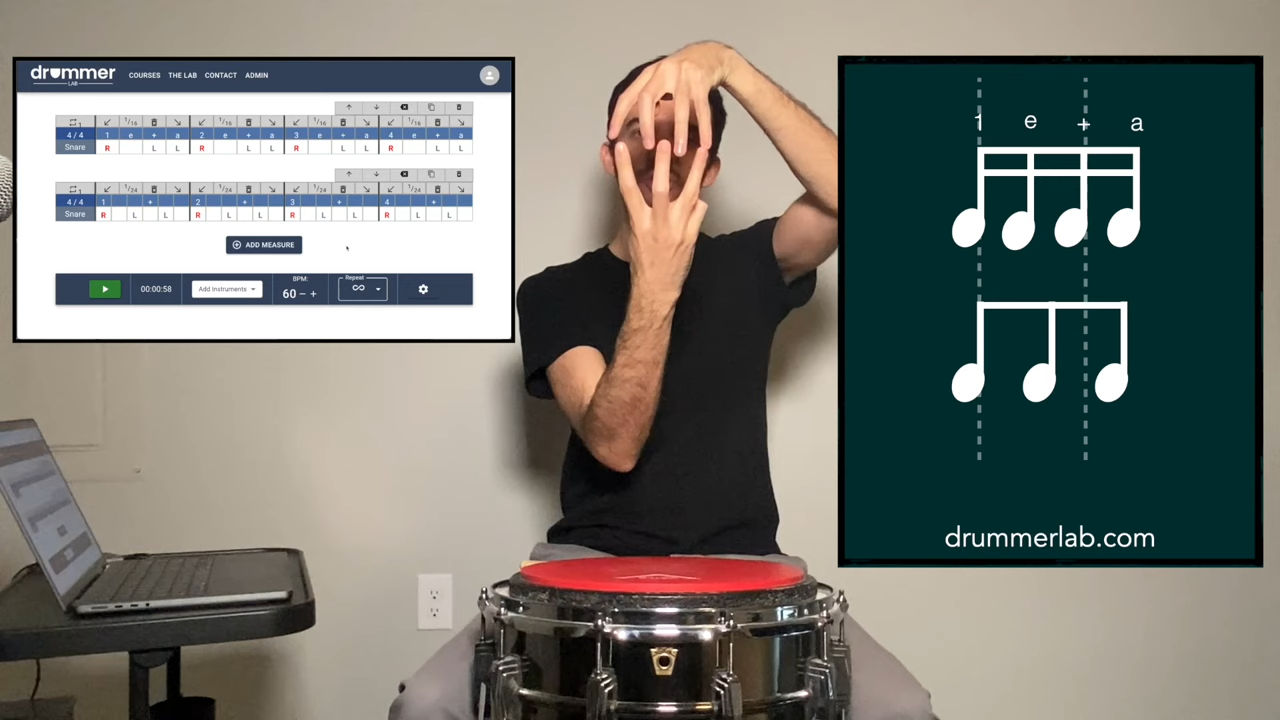 drummer
LAB
COURSES THE LAB CONTACT ADMIN
1/16 1/16 1/16 1/16
4/4 1 e + a 2 e + a 3 e + a 4 e + a
Snare R L L R L L R L L R L L
1/24 1/24 1/24 1/24
4/4 1 + 2 + 3 + 4 +
Snare R L L R L L R L L R L L
ADD MEASURE
00:00:58 Add Instruments BPM: 60 − + Repeat ∞
1 e + a
drummerlab.com